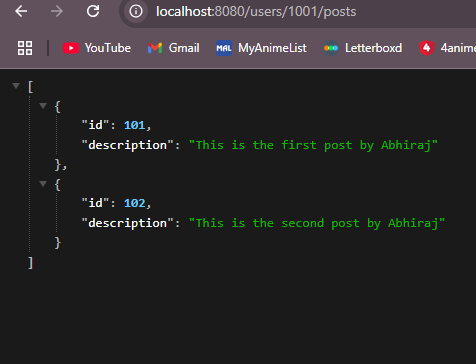 localhost:8080/users/1001/posts
YouTube Gmail MAL MyAnimeList Letterboxd 4 4anime
[
{
"id": 101,
"description": "This is the first post by Abhiraj"
},
{
"id": 102,
"description": "This is the second post by Abhiraj"
}
]